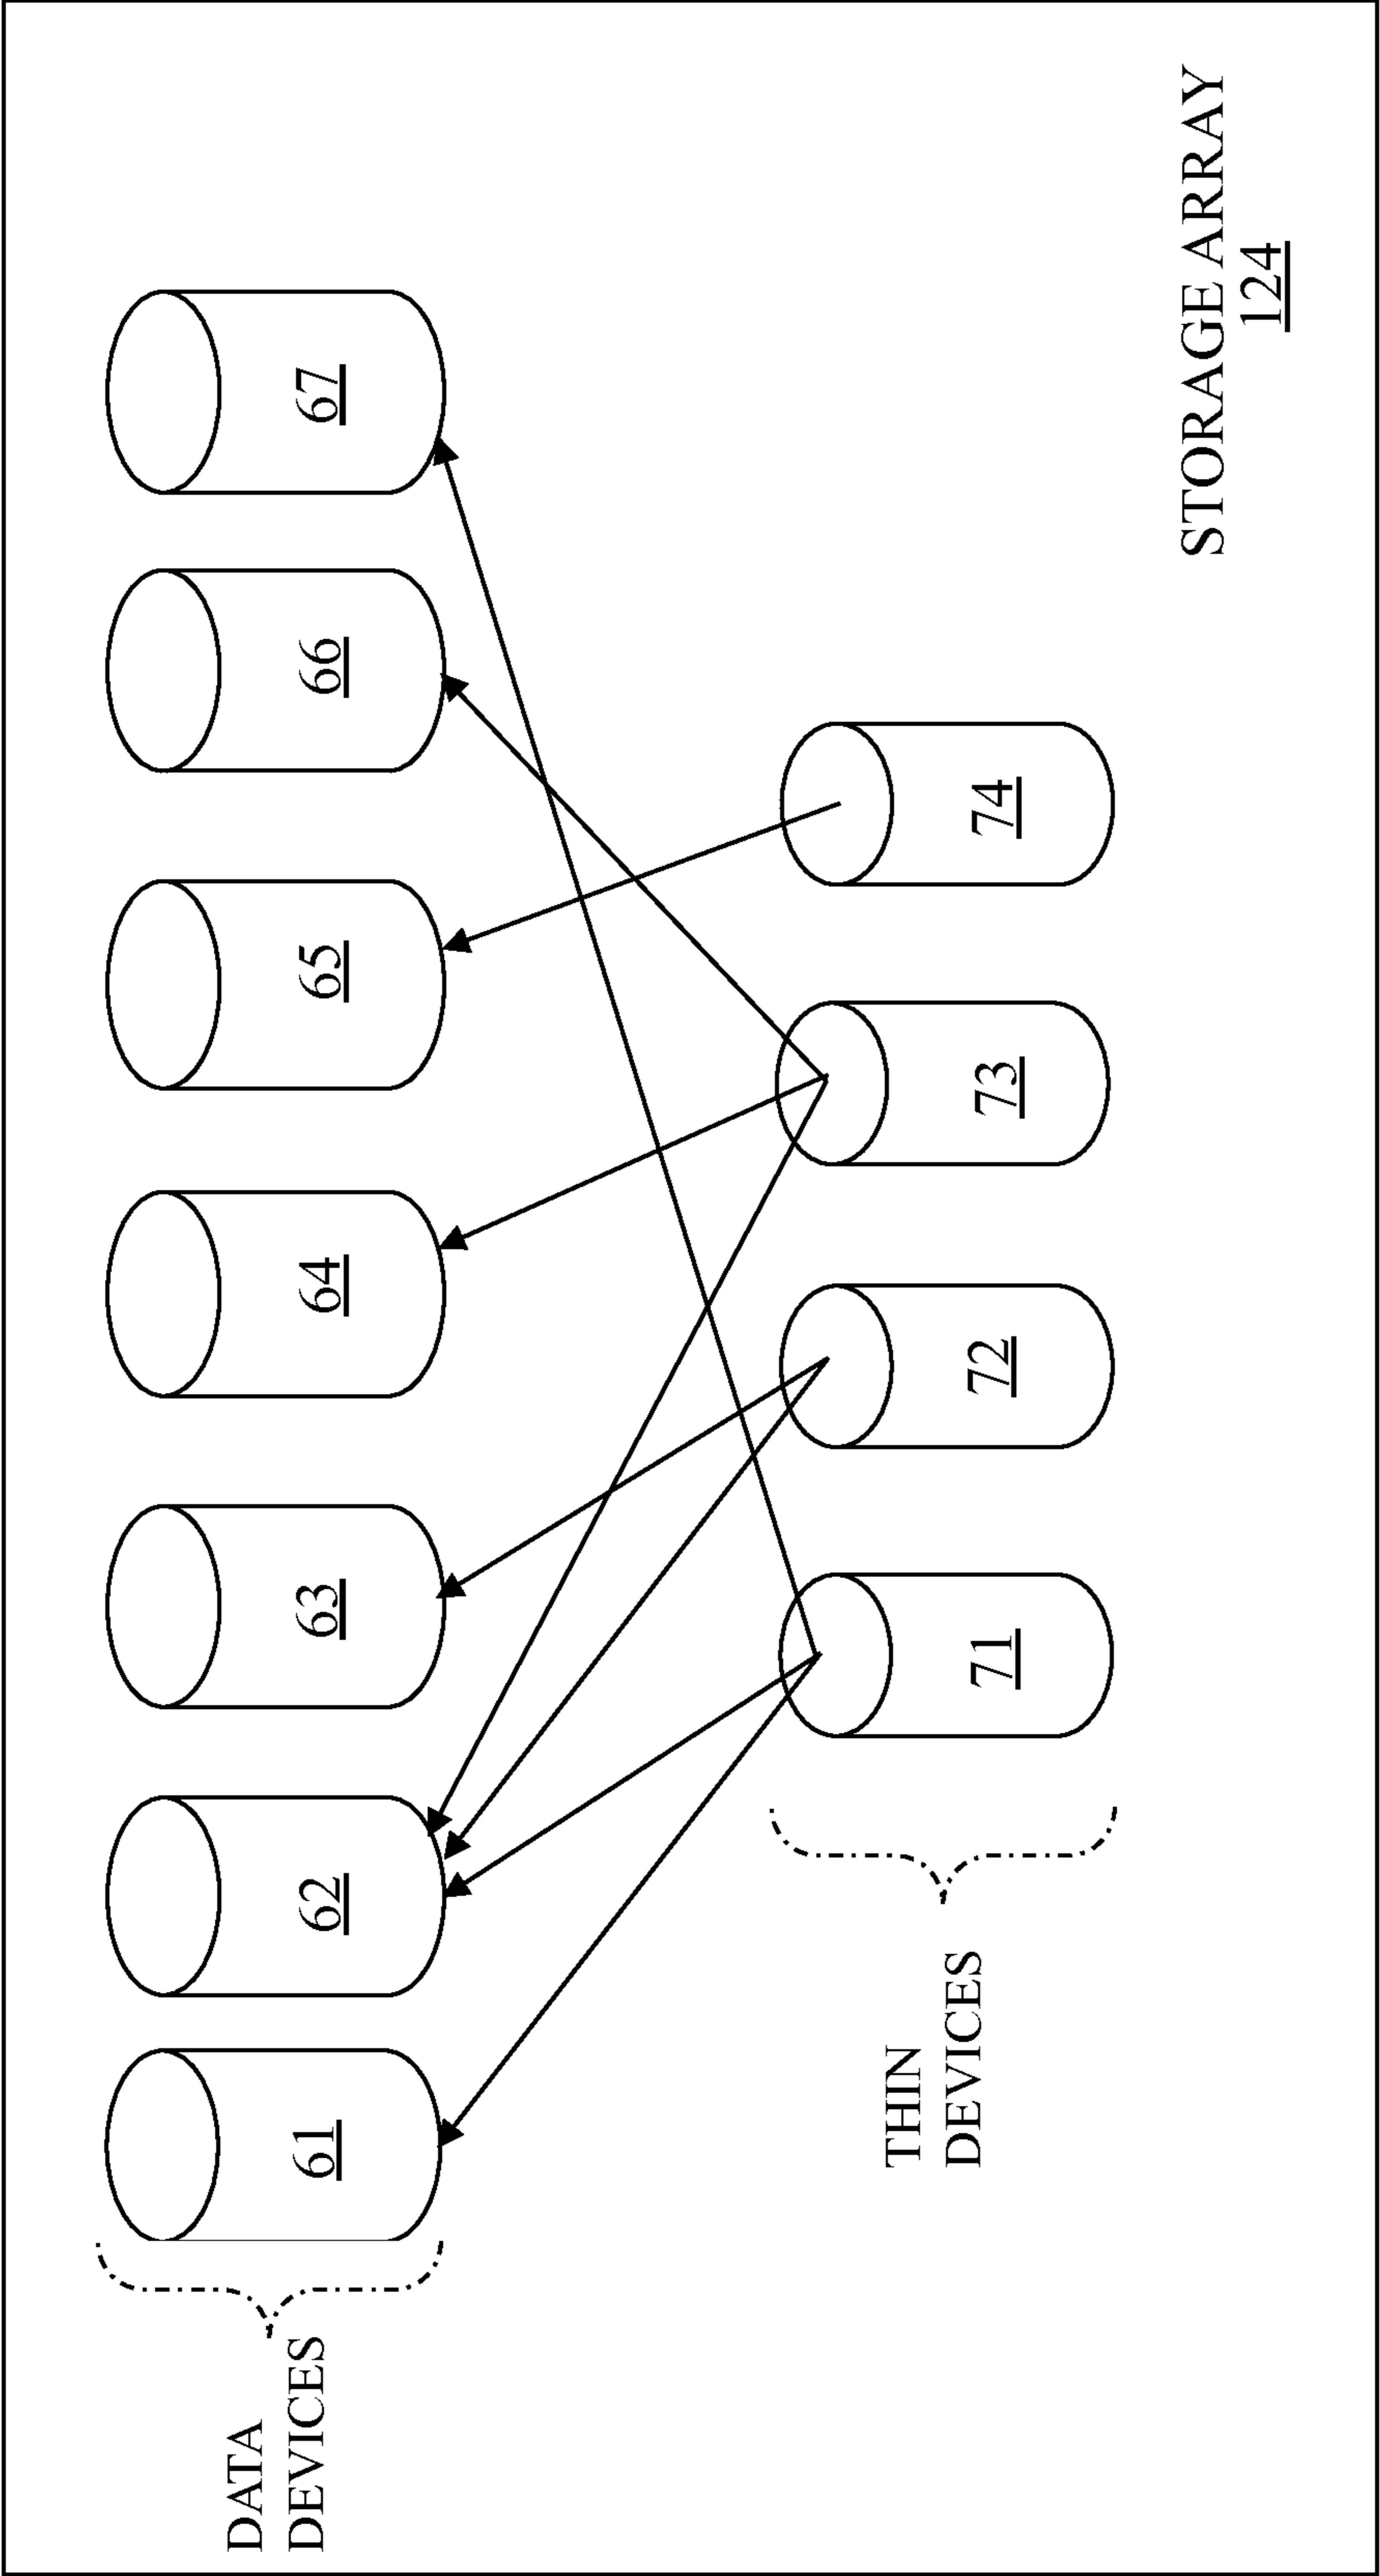 DATA
DEVICES
61
62
63
64
65
66
67
THIN
DEVICES
71
72
73
74
STORAGE ARRAY
124